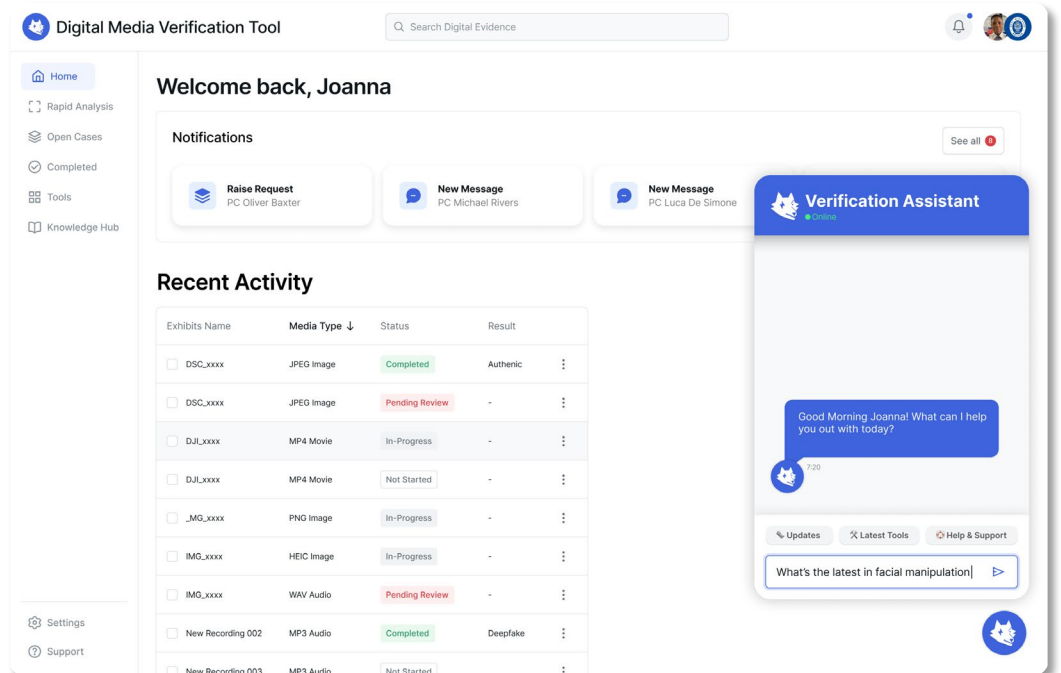 Digital Media Verification Tool
Search Digital Evidence
Home
Rapid Analysis
Open Cases
Completed
Tools
Knowledge Hub
Settings
Support
Welcome back, Joanna
Notifications
See all 8
Raise Request
PC Oliver Baxter
New Message
PC Michael Rivers
New Message
PC Luca De Simone
Recent Activity
Exhibits Name Media Type ↓ Status Result
DSC_xxxx JPEG Image Completed Authenic
DSC_xxxx JPEG Image Pending Review -
DJI_xxxx MP4 Movie In-Progress -
DJI_xxxx MP4 Movie Not Started -
_MG_xxxx PNG Image In-Progress -
IMG_xxxx HEIC Image In-Progress -
IMG_xxxx WAV Audio Pending Review -
New Recording 002 MP3 Audio Completed Deepfake
New Recording 003 MP3 Audio Not Started
Verification Assistant
Online
Good Morning Joanna! What can I help
you out with today?
7:20
Updates
Latest Tools
Help & Support
What's the latest in facial manipulation